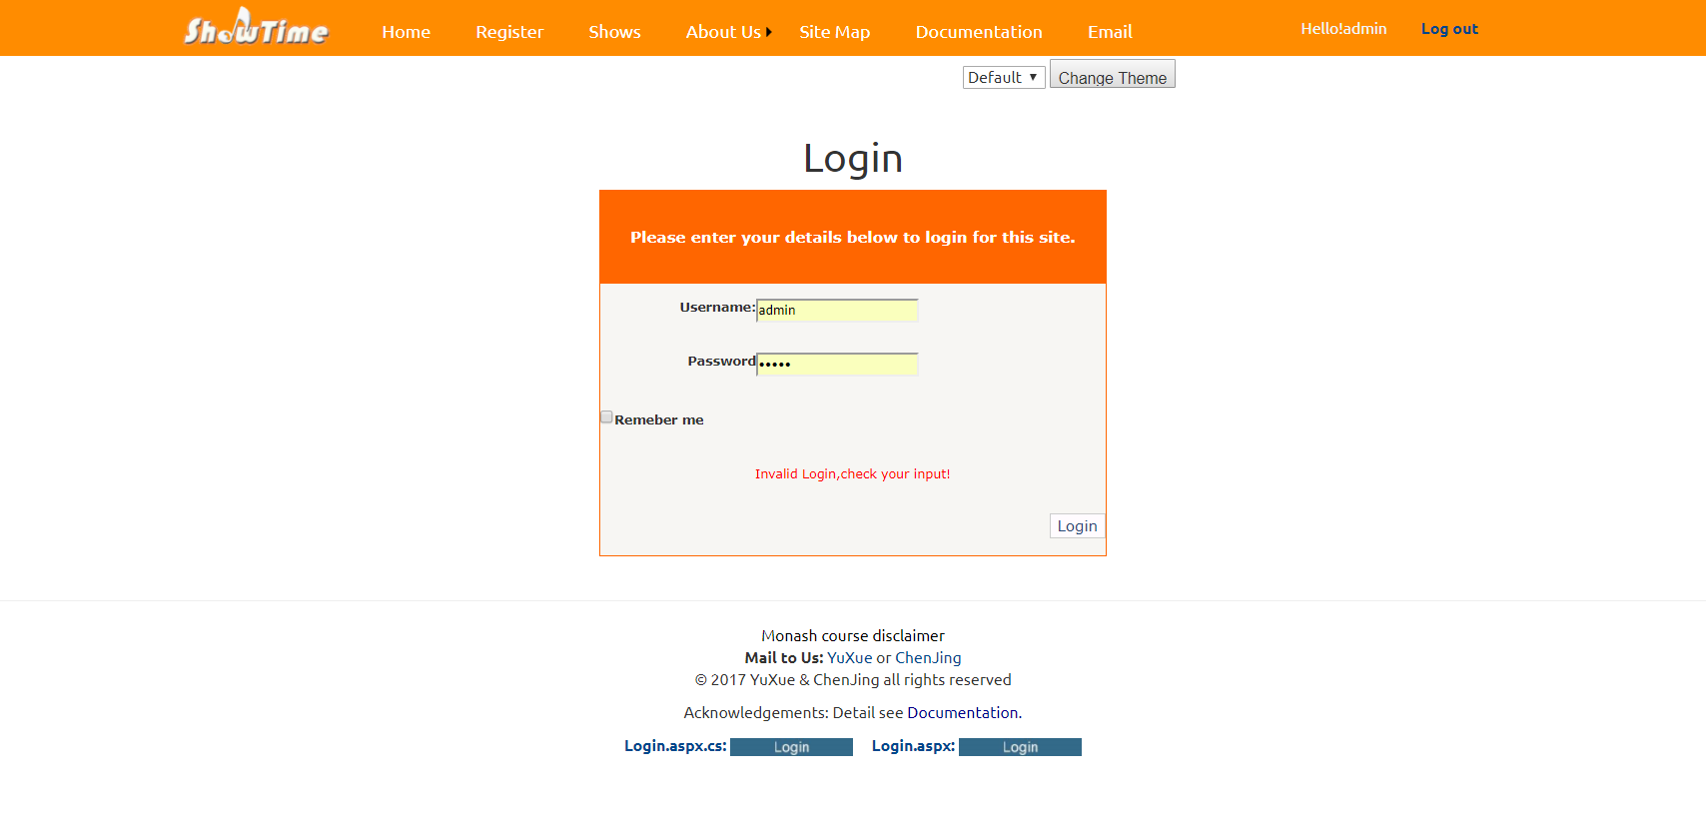 ShowTime
Home Register Shows About Us Site Map Documentation Email Hello!admin Log out
Default Change Theme
Login
Please enter your details below to login for this site.
Username: admin
Password •••••
Remeber me
Invalid Login,check your input!
Login
Monash course disclaimer
Mail to Us: YuXue or ChenJing
© 2017 YuXue & ChenJing all rights reserved
Acknowledgements: Detail see Documentation.
Login.aspx.cs: Login Login.aspx: Login